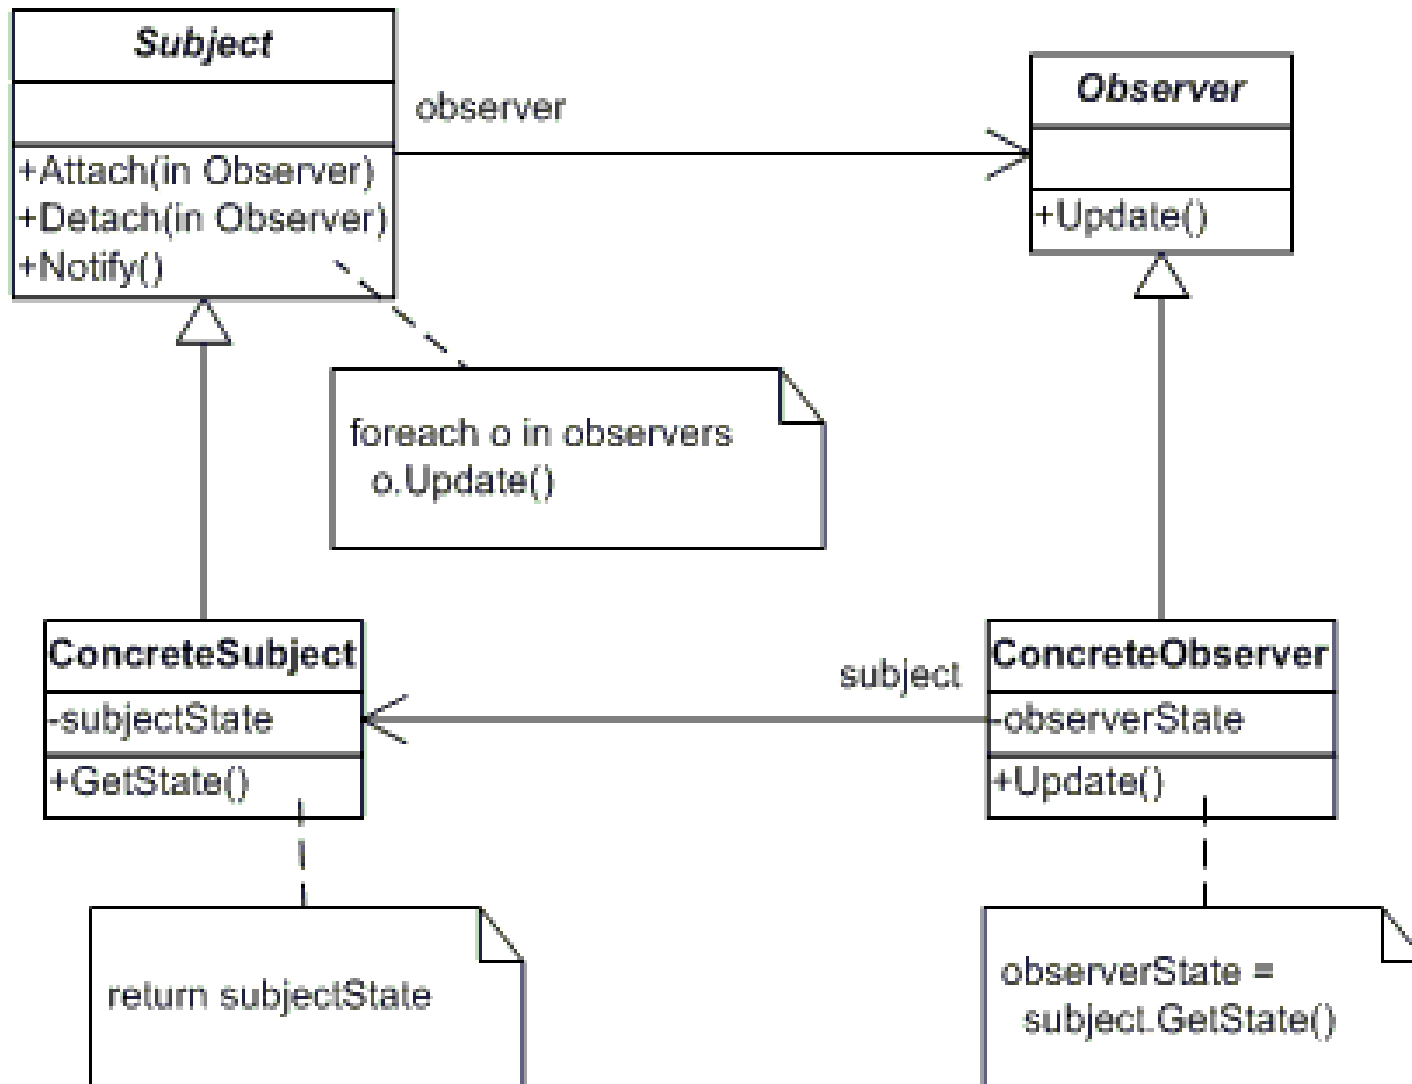 Subject
observer
Observer
+Attach(in Observer)
+Detach(in Observer)
+Notify()
+Update()
foreach o in observers
o.Update()
ConcreteSubject
-subjectState
+GetState()
subject
ConcreteObserver
-observerState
+Update()
return subjectState
observerState =
subject.GetState()